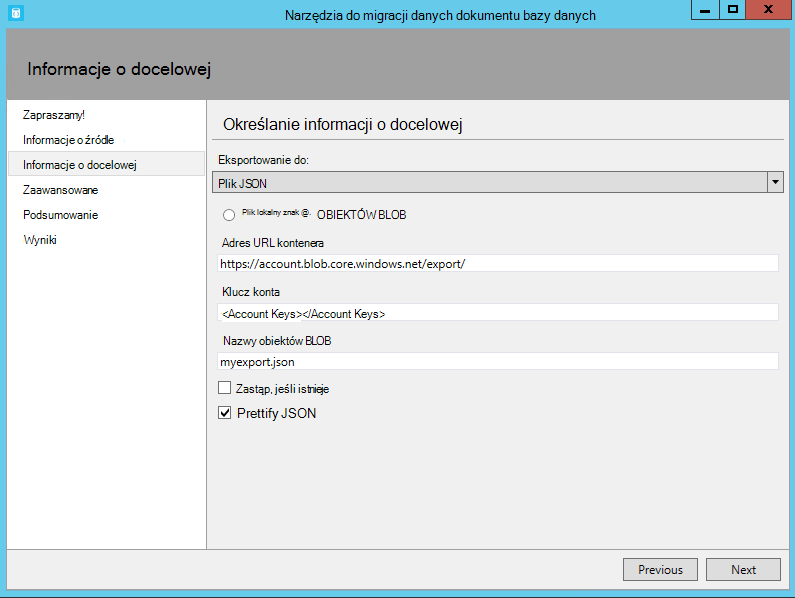 Narzędzia do migracji danych dokumentu bazy danych
Informacje o docelowej
Zapraszamy!
Informacje o źródle
Informacje o docelowej
Zaawansowane
Podsumowanie
Wyniki
Określanie informacji o docelowej
Eksportowanie do:
Plik JSON
Plik lokalny znak @. OBIEKTÓW BLOB
Adres URL kontenera
https://account.blob.core.windows.net/export/
Klucz konta
<Account Keys></Account Keys>
Nazwy obiektów BLOB
myexport.json
Zastąp, jeśli istnieje
Prettify JSON
Previous Next